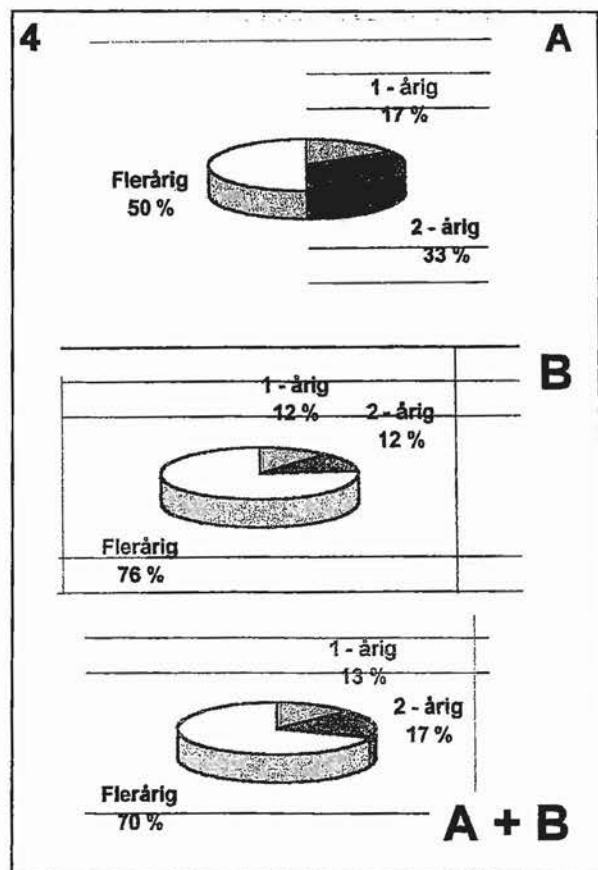 4
A
1 - årig
17 %
Flerårig
50 %
2 - årig
33 %
B
1 - årig
12 %
2 - årig
12 %
Flerårig
76 %
1 - årig
13 %
2 - årig
17 %
Flerårig
70 %
A + B